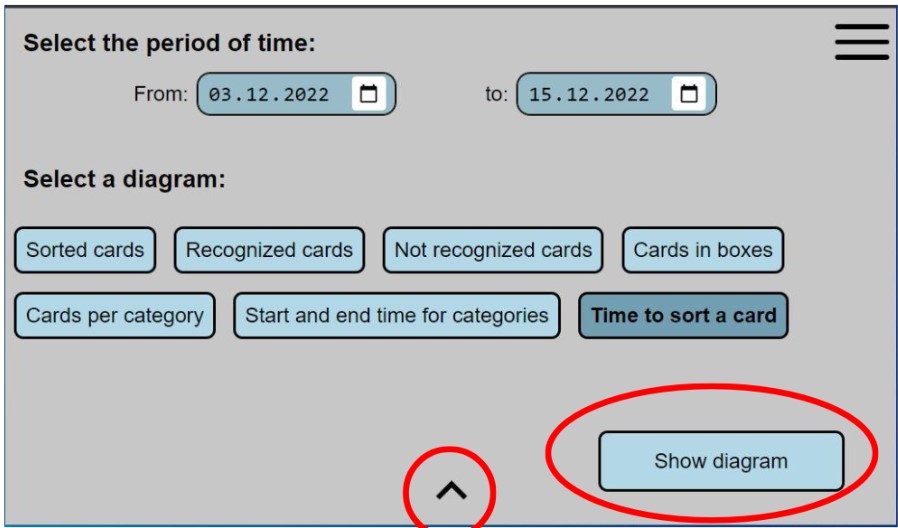 Select the period of time:
From: 03.12.2022 to: 15.12.2022
Select a diagram:
Sorted cards Recognized cards Not recognized cards Cards in boxes
Cards per category Start and end time for categories Time to sort a card
Show diagram